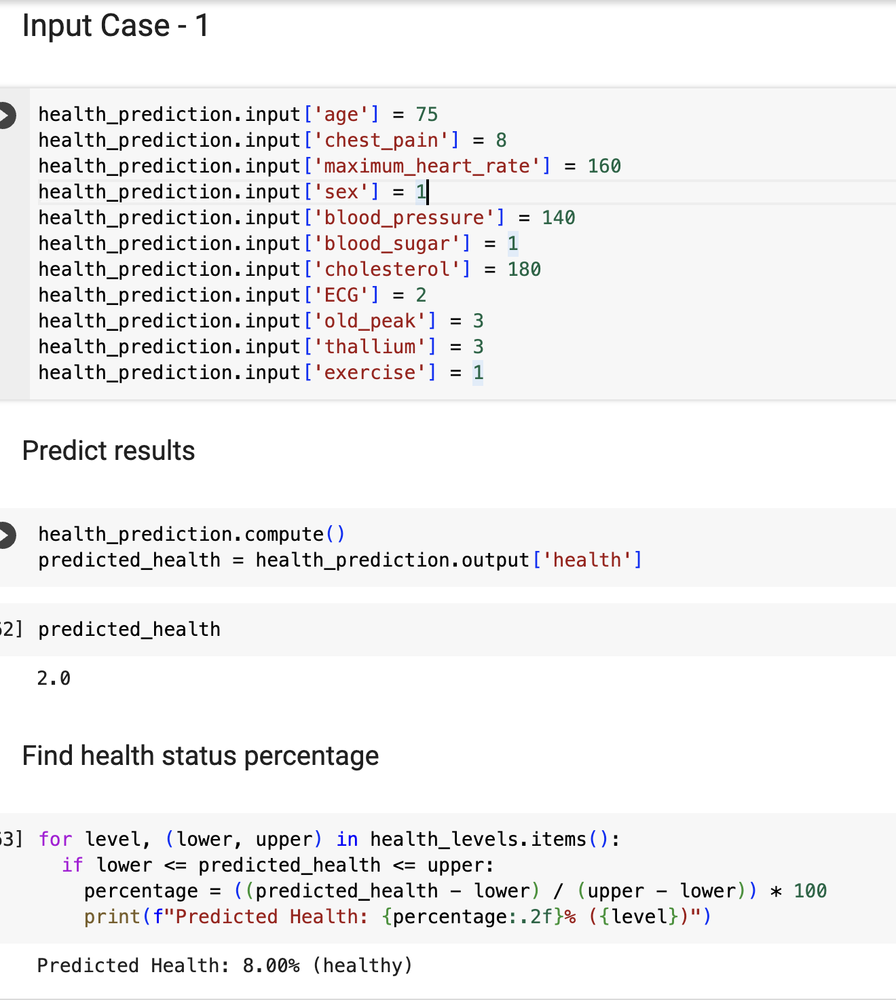 Input Case - 1
health_prediction.input['age'] = 75
health_prediction.input['chest_pain'] = 8
health_prediction.input['maximum_heart_rate'] = 160
health_prediction.input['sex'] = 1
health_prediction.input['blood_pressure'] = 140
health_prediction.input['blood_sugar'] = 1
health_prediction.input['cholesterol'] = 180
health_prediction.input['ECG'] = 2
health_prediction.input['old_peak'] = 3
health_prediction.input['thallium'] = 3
health_prediction.input['exercise'] = 1
Predict results
health_prediction.compute()
predicted_health = health_prediction.output['health']
2] predicted_health
2.0
Find health status percentage
3] for level, (lower, upper) in health_levels.items():
if lower <= predicted_health <= upper:
percentage = ((predicted_health - lower) / (upper - lower)) * 100
print(f"Predicted Health: {percentage:.2f}% ({level})")
Predicted Health: 8.00% (healthy)